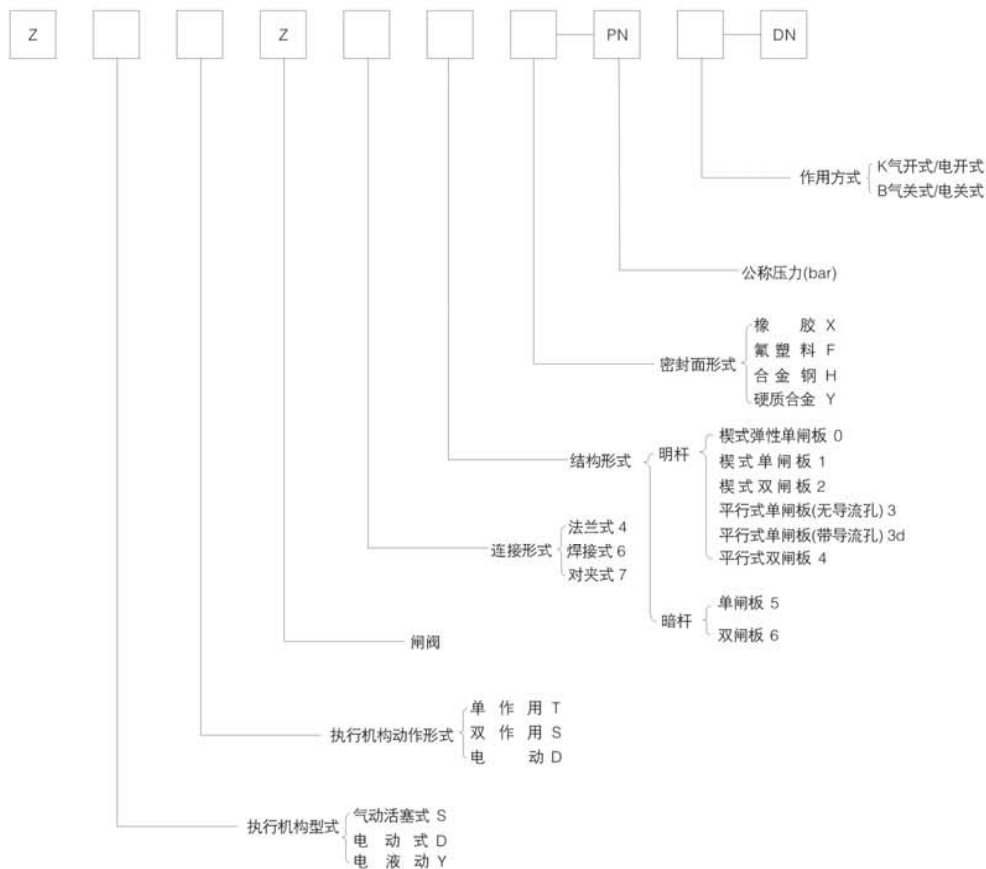 Z Z PN DN
作用方式
K气开式/电开式
B气关式/电关式
公称压力(bar)
密封面形式
橡 胶 X
氟塑料 F
合金钢 H
硬质合金 Y
结构形式
明杆
楔式弹性单闸板 0
楔式单闸板 1
楔式双闸板 2
平行式单闸板(无导流孔) 3
平行式单闸板(带导流孔) 3d
平行式双闸板 4
暗杆
单闸板 5
双闸板 6
连接形式
法兰式 4
焊接式 6
对夹式 7
闸阀
执行机构动作形式
单作用 T
双作用 S
电 动 D
执行机构型式
气动活塞式 S
电动式 D
电液动 Y